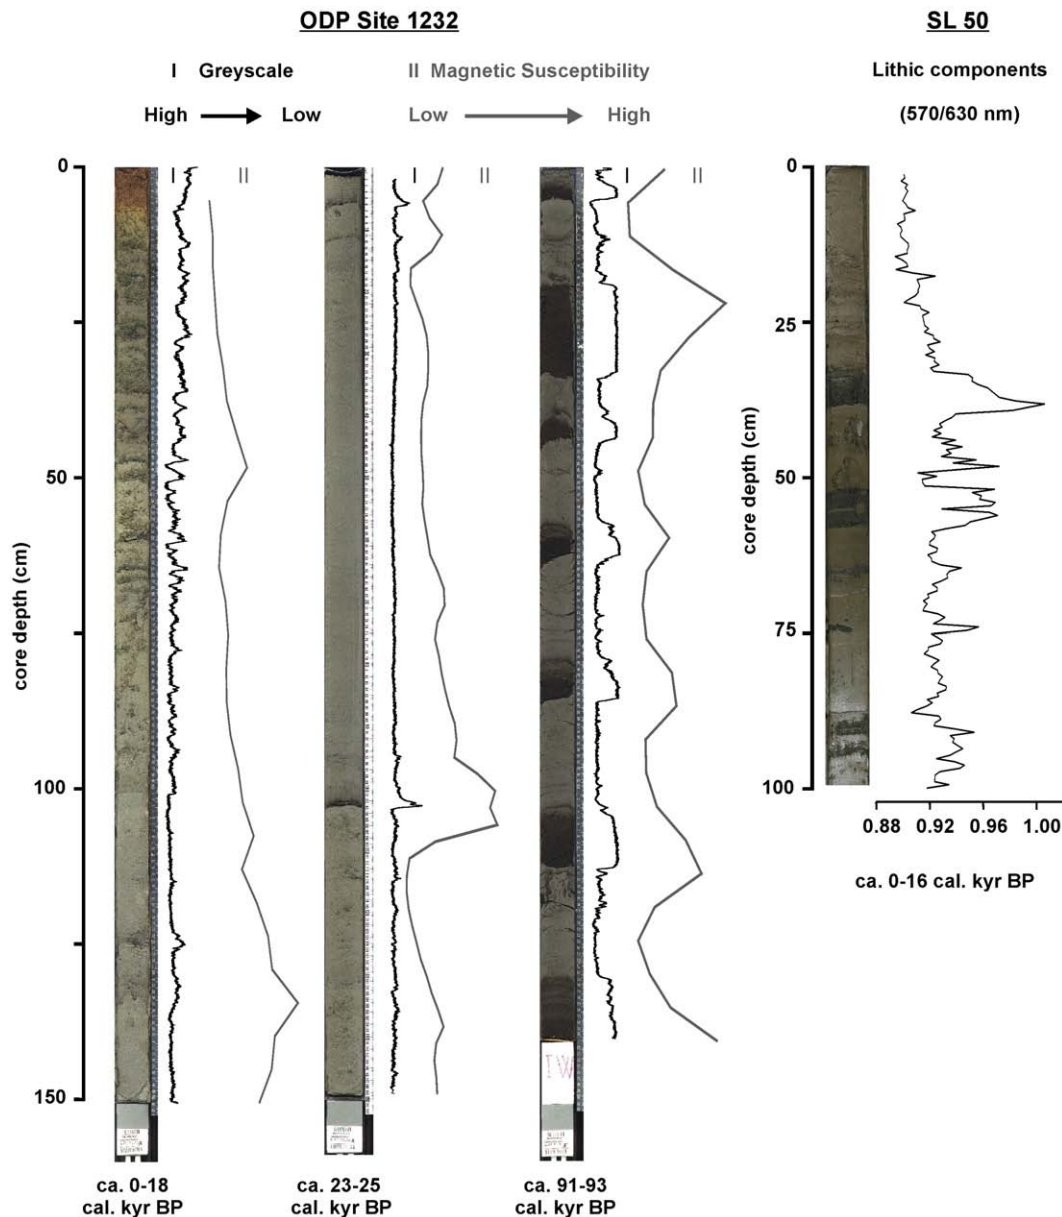 ODP Site 1232
SL 50
I Greyscale
II Magnetic Susceptibility
Lithic components
High Low
Low High
(570/630 nm)
0
50
100
150
core depth (cm)
I II
I II
I II
IW
0
25
50
75
100
core depth (cm)
0.88 0.92 0.96 1.00
ca. 0-16 cal. kyr BP
ca. 0-18
cal. kyr BP
ca. 23-25
cal. kyr BP
ca. 91-93
cal. kyr BP